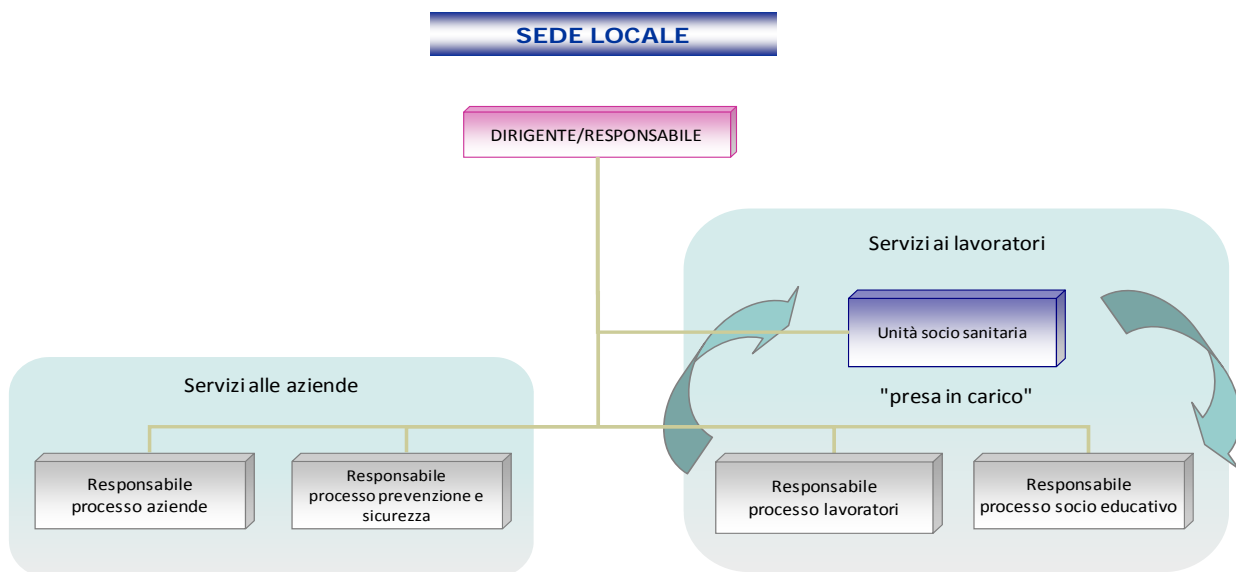 SEDE LOCALE
DIRIGENTE/RESPONSABILE
Servizi ai lavoratori
Unità socio sanitaria
Servizi alle aziende
"presa in carico"
Responsabile
processo aziende
Responsabile
processo prevenzione e
sicurezza
Responsabile
processo lavoratori
Responsabile
processo socio educativo